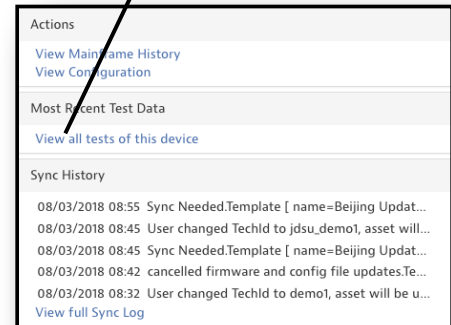 Actions
View Mainframe History
View Configuration
Most Recent Test Data
View all tests of this device
Sync History
08/03/2018 08:55 Sync Needed.Template [ name=Beijing Updat...
08/03/2018 08:45 User changed TechId to jdsu_demo1, asset will...
08/03/2018 08:45 Sync Needed.Template [ name=Beijing Updat...
08/03/2018 08:42 cancelled firmware and config file updates.Te...
08/03/2018 08:32 User changed TechId to demo1, asset will be u...
View full Sync Log